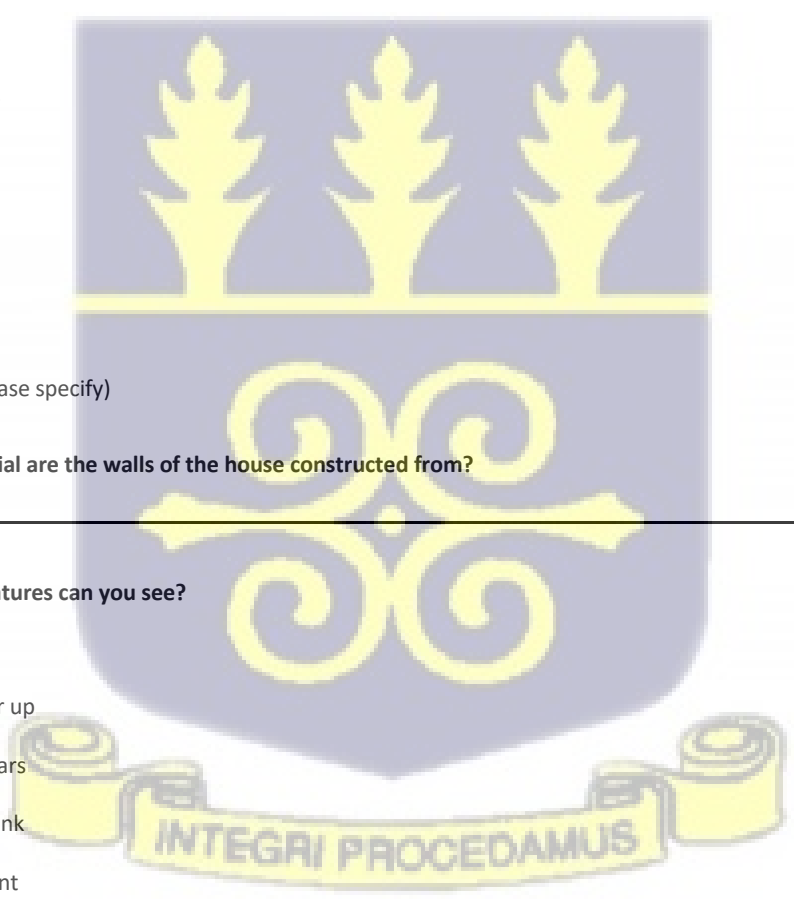 ase specify)
ial are the walls of the house constructed from?
tures can you see?
r up
ars
nk
nt
INTEGRI PROCEDAMUS